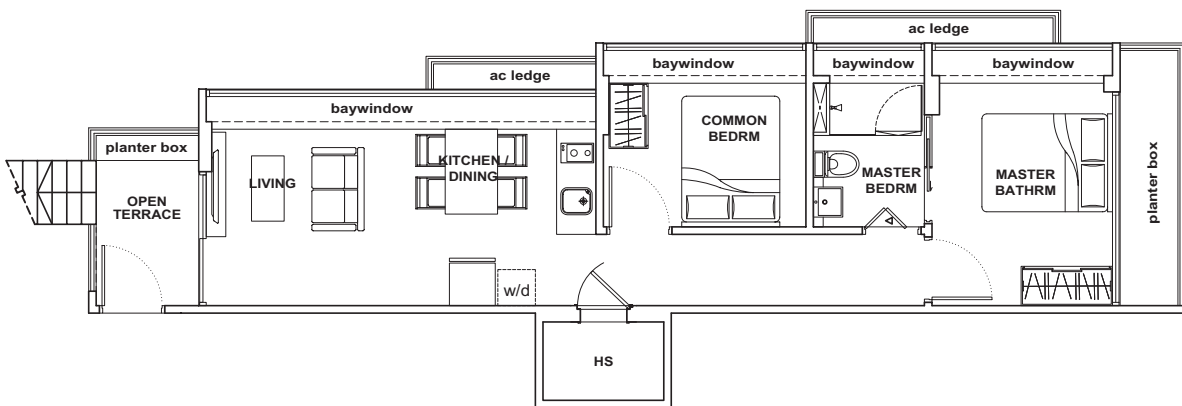 ac ledge
baywindow
baywindow
baywindow
ac ledge
baywindow
COMMON
BEDRM
planter box
KITCHEN /
DINING
LIVING
MASTER
BEDRM
MASTER
BATHRM
OPEN
TERRACE
planter box
w/d
HS